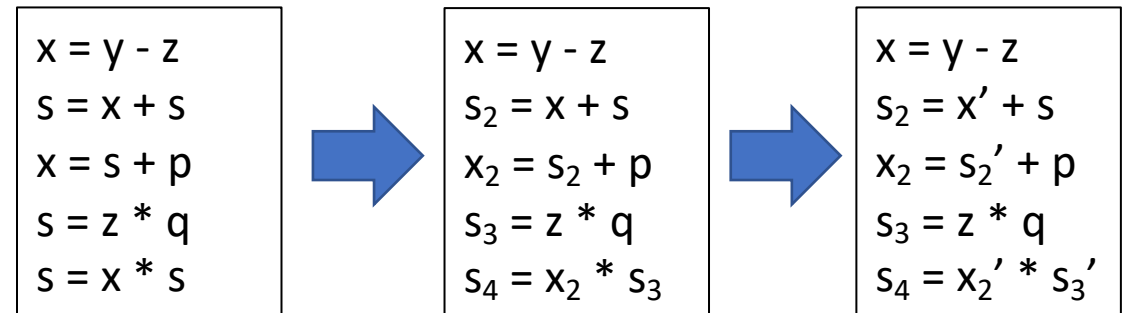 x = y - z
s = x + s
x = s + p
s = z * q
s = x * s
x = y - z
s₂ = x + s
x₂ = s₂ + p
s₃ = z * q
s₄ = x₂ * s₃
x = y - z
s₂ = x’ + s
x₂ = s₂’ + p
s₃ = z * q
s₄ = x₂’ * s₃’